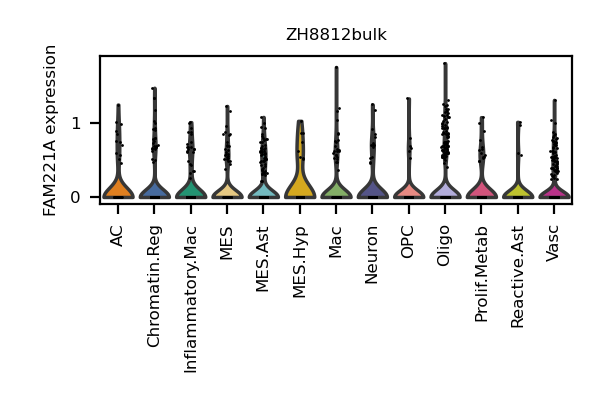 ZH8812bulk
FAM221A expression
1
0
AC
Chromatin.Reg
Inflammatory.Mac
MES
MES.Ast
MES.Hyp
Mac
Neuron
OPC
Oligo
Prolif.Metab
Reactive.Ast
Vasc